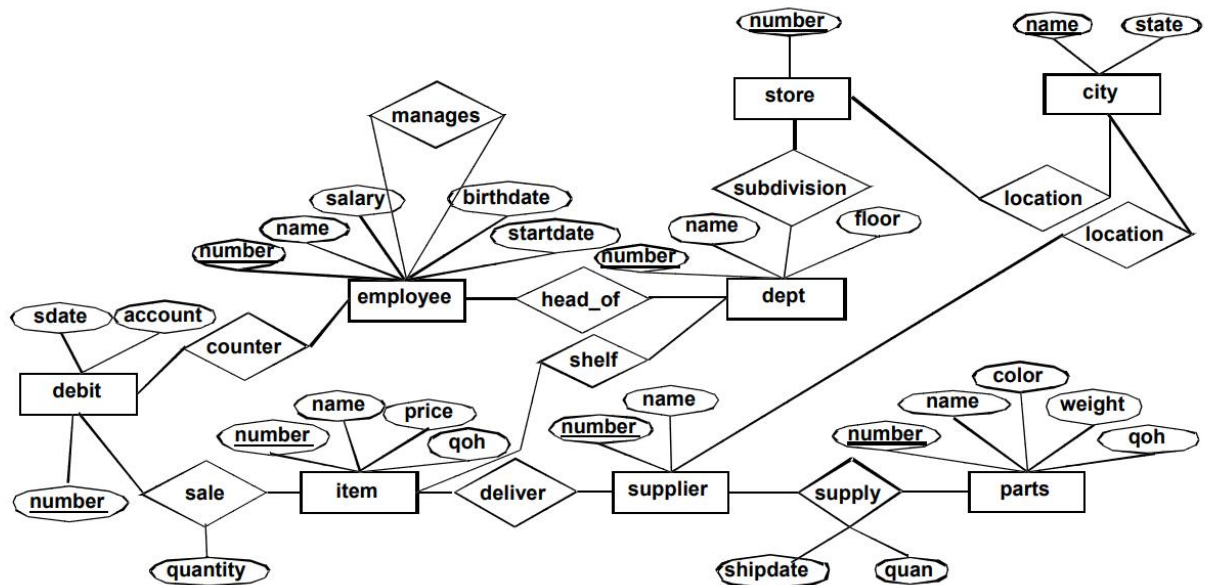 number
name
state
store
city
manages
salary
birthdate
subdivision
location
name
startdate
name
floor
location
number
number
employee
head_of
dept
sdate
account
counter
shelf
debit
name
price
name
color
name
weight
number
qoh
number
number
qoh
number
sale
item
deliver
supplier
supply
parts
quantity
shipdate
quan